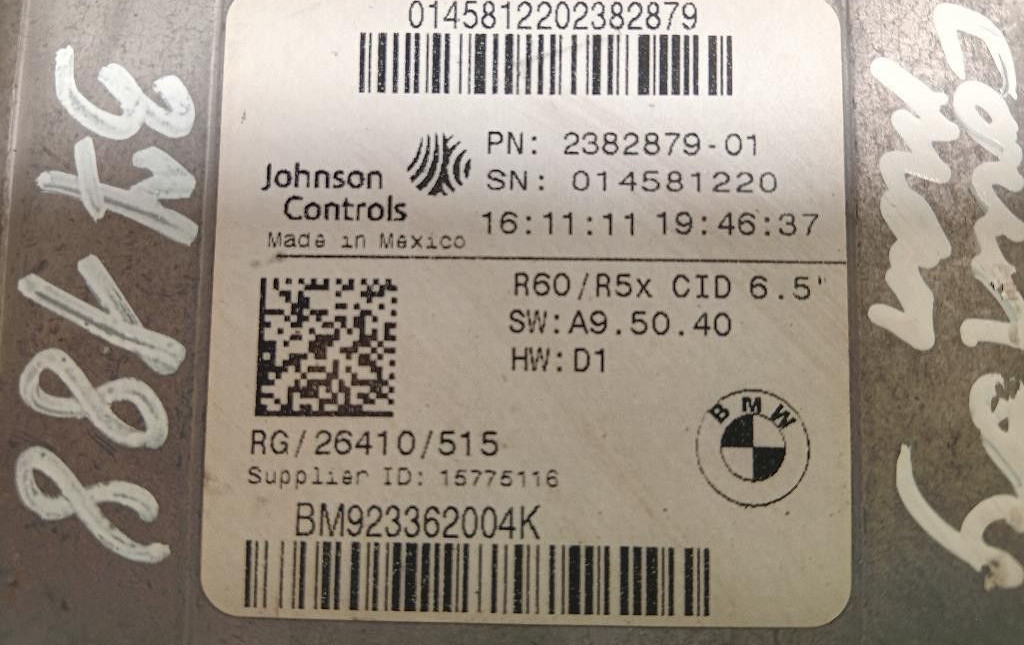 0145812202382879
PN: 2382879-01
SN: 014581220
Johnson
Controls
16:11:11 19:46:37
Made in Mexico
R60/R5x CID 6.5'
SW:A9.50.40
HW:D1
BMW
RG/26410/515
Supplier ID: 15775116
BM923362004K